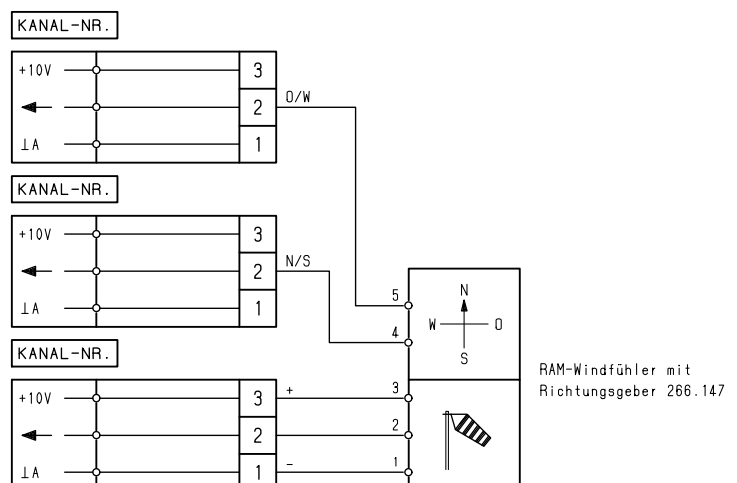 KANAL-NR.
+10V 3
2 O/W
⊥A 1
KANAL-NR.
+10V 3
2 N/S
⊥A 1
5 N
W O
4
S
KANAL-NR.
RAM-Windfühler mit
Richtungsgeber 266.147
+10V 3 + 3
2 2
⊥A 1 - 1